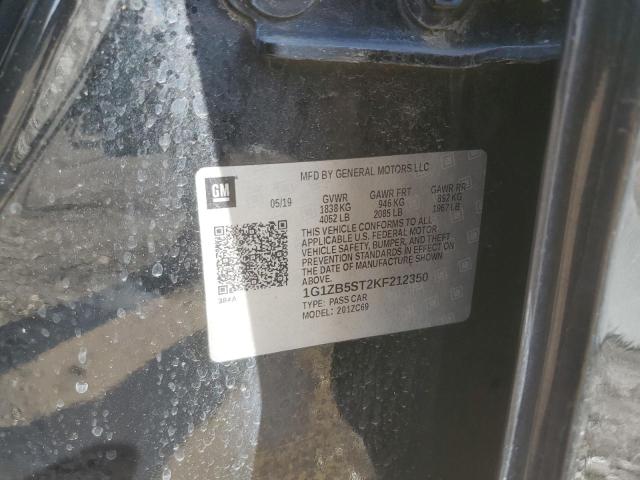 MFD BY GENERAL MOTORS LLC
GM
05/19 GVWR GAWR FRT GAWR RR
1838 KG 946 KG 892 KG
4052 LB 2085 LB 1967 LB
THIS VEHICLE CONFORMS TO ALL
APPLICABLE U.S. FEDERAL MOTOR
VEHICLE SAFETY, BUMPER, AND THEFT
PREVENTION STANDARDS IN EFFECT ON
THE DATE OF MANUFACTURE SHOWN
ABOVE.
1G1ZB5ST2KF212350
TYPE: PASS CAR
MODEL: 201ZC69